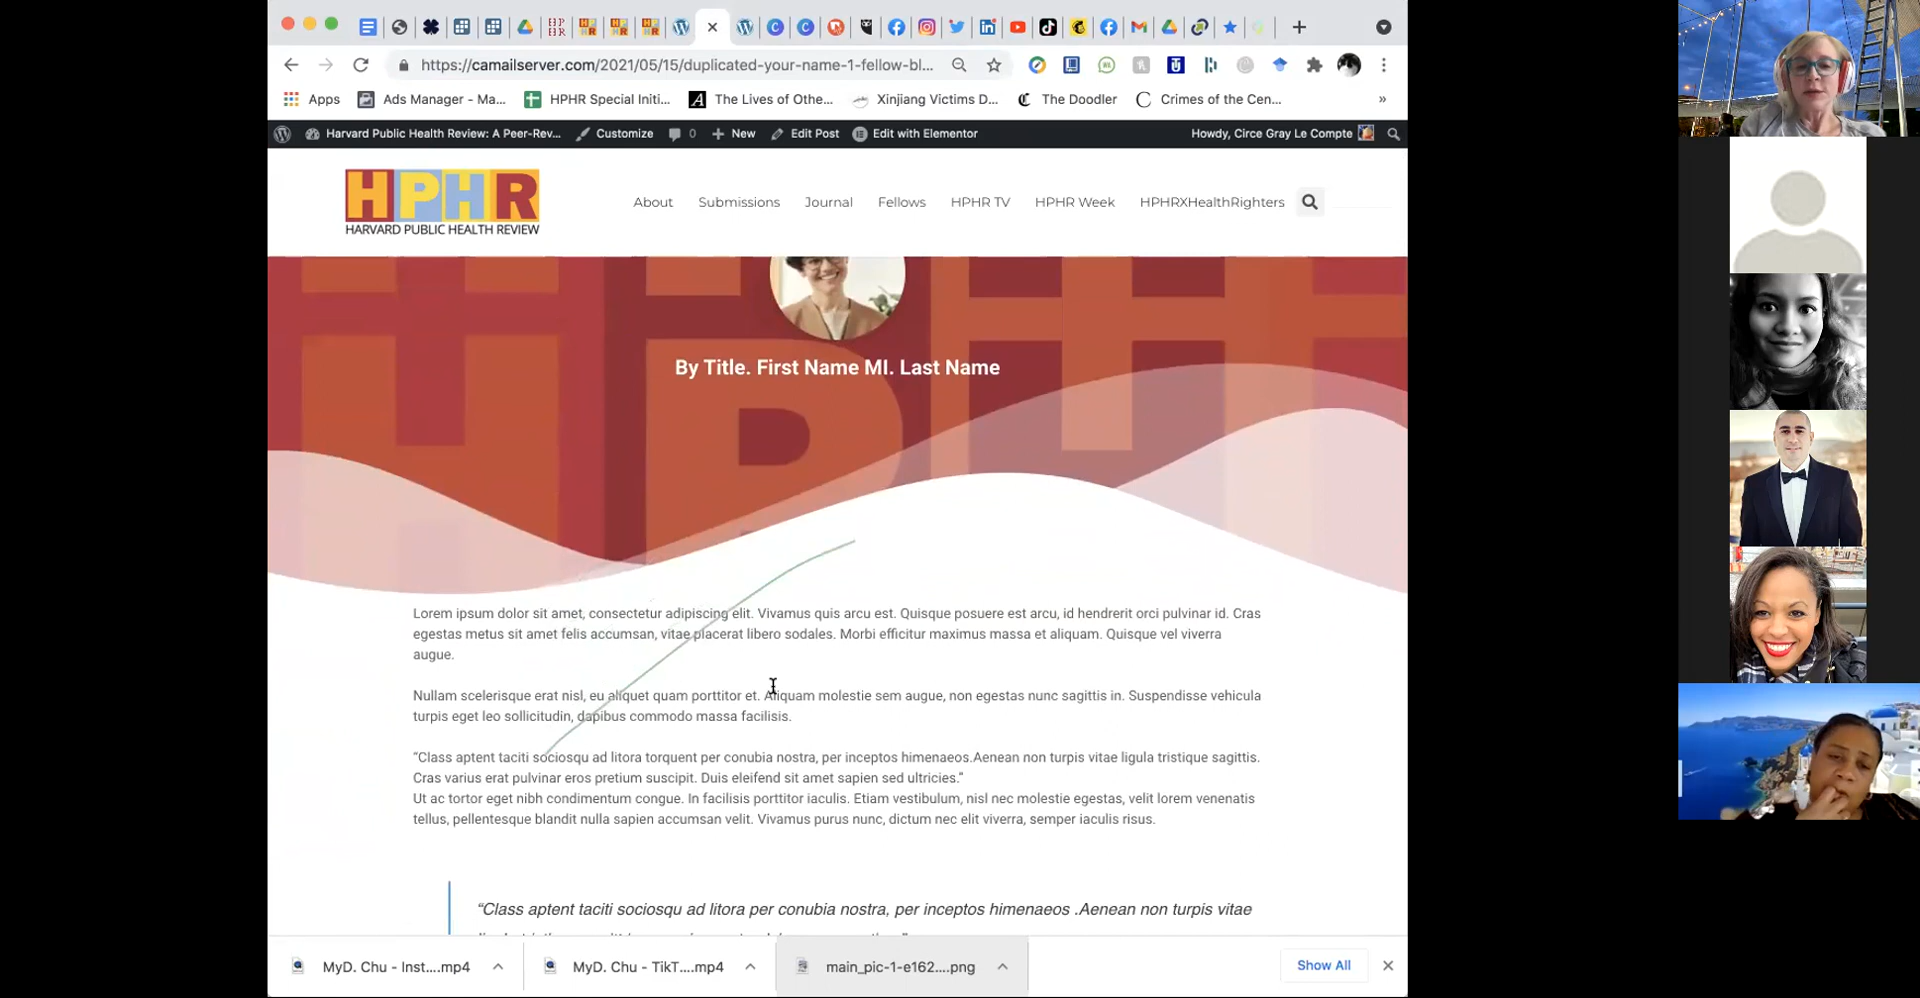 https://camailserver.com/2021/05/15/duplicated-your-name-1-fellow-bl...
Apps
Ads Manager - Ma...
HPHR Special Initi...
The Lives of Othe...
Xinjiang Victims D...
The Doodler
Crimes of the Cen...
»
Harvard Public Health Review: A Peer-Rev...
Customize
0
New
Edit Post
Edit with Elementor
Howdy, Circe Gray Le Compte
HPHR
HARVARD PUBLIC HEALTH REVIEW
About
Submissions
Journal
Fellows
HPHR TV
HPHR Week
HPHRXHealthRighters
By Title. First Name MI. Last Name
Lorem ipsum dolor sit amet, consectetur adipiscing elit. Vivamus quis arcu est. Quisque posuere est arcu, id hendrerit orci pulvinar id. Cras
egestas metus sit amet felis accumsan, vitae placerat libero sodales. Morbi efficitur maximus massa et aliquam. Quisque vel viverra
augue.
Nullam scelerisque erat nisl, eu aliquet quam porttitor et. Aliquam molestie sem augue, non egestas nunc sagittis in. Suspendisse vehicula
turpis eget leo sollicitudin, dapibus commodo massa facilisis.
“Class aptent taciti sociosqu ad litora torquent per conubia nostra, per inceptos himenaeos.Aenean non turpis vitae ligula tristique sagittis.
Cras varius erat pulvinar eros pretium suscipit. Duis eleifend sit amet sapien sed ultricies.”
Ut ac tortor eget nibh condimentum congue. In facilisis porttitor iaculis. Etiam vestibulum, nisl nec molestie egestas, velit lorem venenatis
tellus, pellentesque blandit nulla sapien accumsan velit. Vivamus purus nunc, dictum nec elit viverra, semper iaculis risus.
“Class aptent taciti sociosqu ad litora per conubia nostra, per inceptos himenaeos .Aenean non turpis vitae
MyD. Chu - Inst....mp4
MyD. Chu - TikT....mp4
main_pic-1-e162....png
Show All